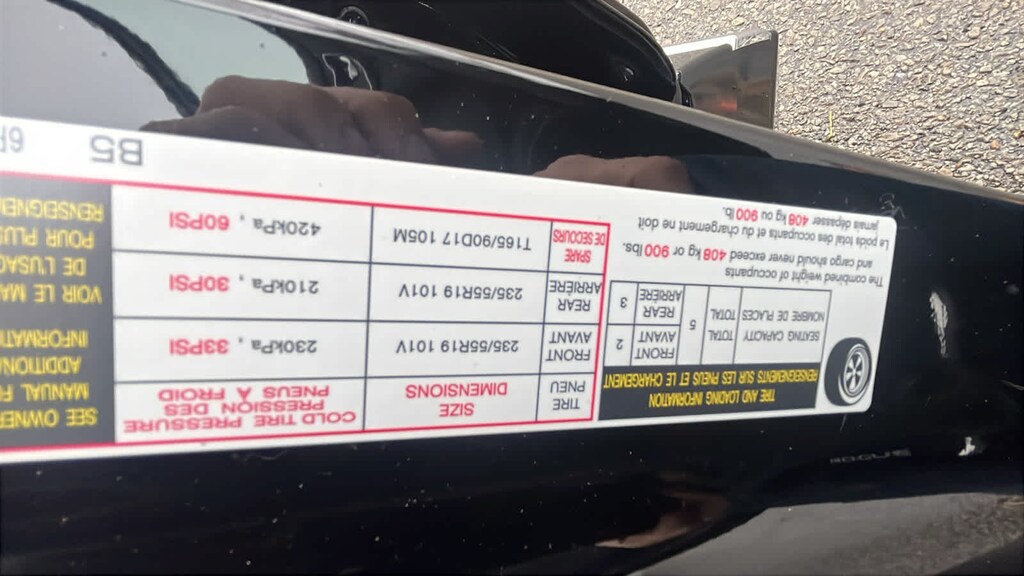 TIRE AND LOADING INFORMATION
RENSEIGNEMENTS SUR LES PNEUS ET LE CHARGEMENT
SEATING CAPACITY
NOMBRE DE PLACES
TOTAL
TOTAL
5
FRONT
AVANT
2
REAR
ARRIÈRE
3
The combined weight of occupants
and cargo should never exceed 408 kg or 900 lbs.
Le poids total des occupants et du chargement ne doit
jamais dépasser 408 kg ou 900 lb.
TIRE
PNEU
SIZE
DIMENSIONS
COLD TIRE PRESSURE
PRESSION DES
PNEUS À FROID
FRONT
AVANT
235/55R19 101V
230kPa , 33PSI
REAR
ARRIÈRE
235/55R19 101V
210kPa , 30PSI
SPARE
DE SECOURS
T165/90D17 105M
420kPa , 60PSI
SEE OWNER
MANUAL F
ADDITION
INFORMATI
VOIR LE MA
DE L'USAG
POUR PLUS
RENSEIGNE
B5